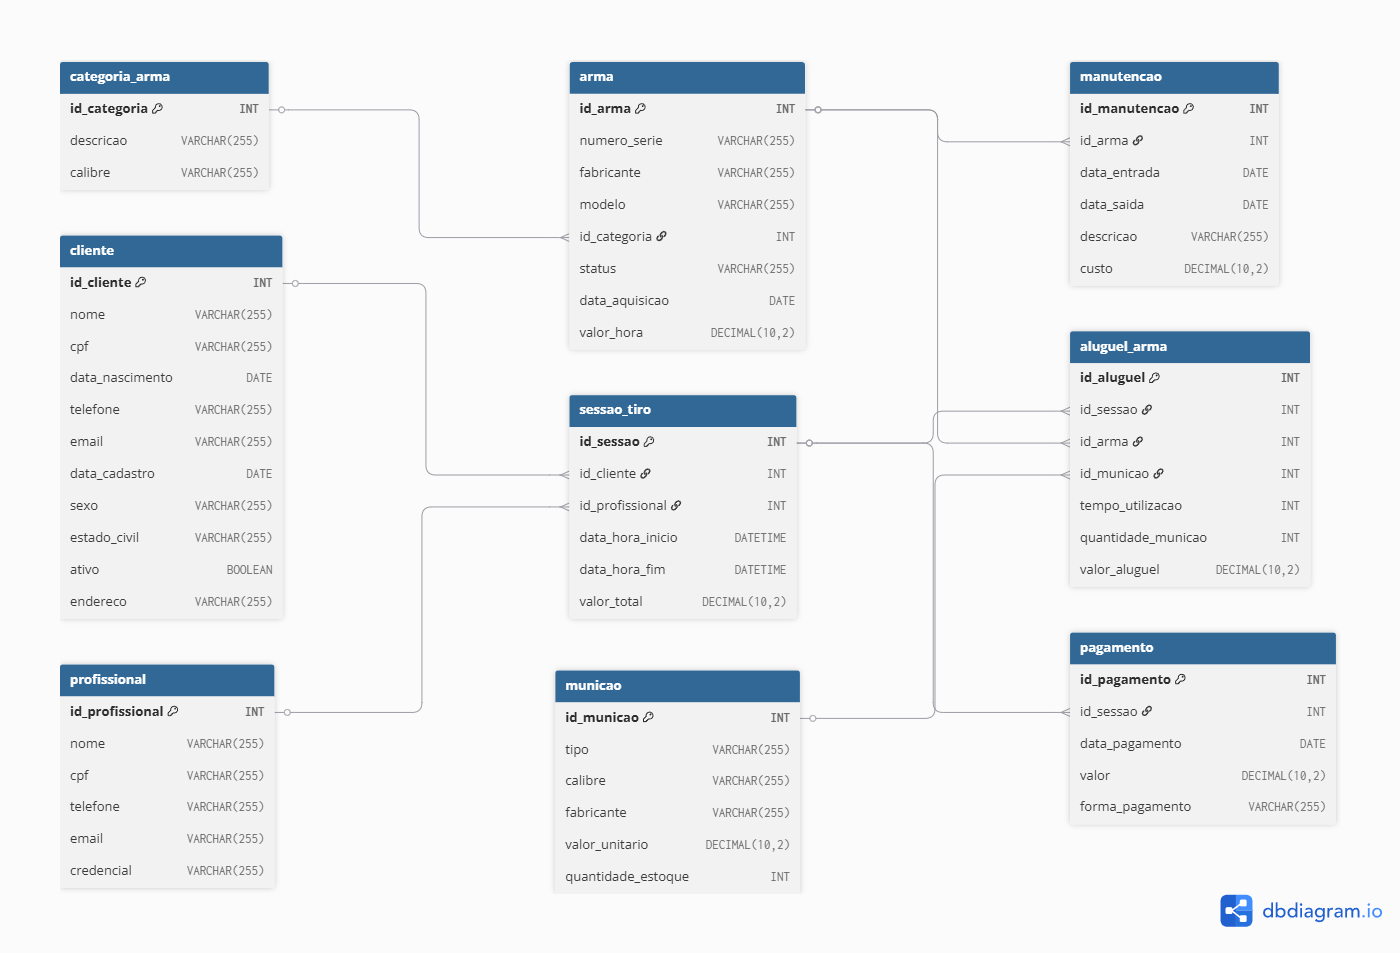 categoria_arma
id_categoria INT
descricao VARCHAR(255)
calibre VARCHAR(255)
cliente
id_cliente INT
nome VARCHAR(255)
cpf VARCHAR(255)
data_nascimento DATE
telefone VARCHAR(255)
email VARCHAR(255)
data_cadastro DATE
sexo VARCHAR(255)
estado_civil VARCHAR(255)
ativo BOOLEAN
endereco VARCHAR(255)
profissional
id_profissional INT
nome VARCHAR(255)
cpf VARCHAR(255)
telefone VARCHAR(255)
email VARCHAR(255)
credencial VARCHAR(255)
arma
id_arma INT
numero_serie VARCHAR(255)
fabricante VARCHAR(255)
modelo VARCHAR(255)
id_categoria INT
status VARCHAR(255)
data_aquisicao DATE
valor_hora DECIMAL(10,2)
sessao_tiro
id_sessao INT
id_cliente INT
id_profissional INT
data_hora_inicio DATETIME
data_hora_fim DATETIME
valor_total DECIMAL(10,2)
municao
id_municao INT
tipo VARCHAR(255)
calibre VARCHAR(255)
fabricante VARCHAR(255)
valor_unitario DECIMAL(10,2)
quantidade_estoque INT
manutencao
id_manutencao INT
id_arma INT
data_entrada DATE
data_saida DATE
descricao VARCHAR(255)
custo DECIMAL(10,2)
aluguel_arma
id_aluguel INT
id_sessao INT
id_arma INT
id_municao INT
tempo_utilizacao INT
quantidade_municao INT
valor_aluguel DECIMAL(10,2)
pagamento
id_pagamento INT
id_sessao INT
data_pagamento DATE
valor DECIMAL(10,2)
forma_pagamento VARCHAR(255)
dbdiagram.io